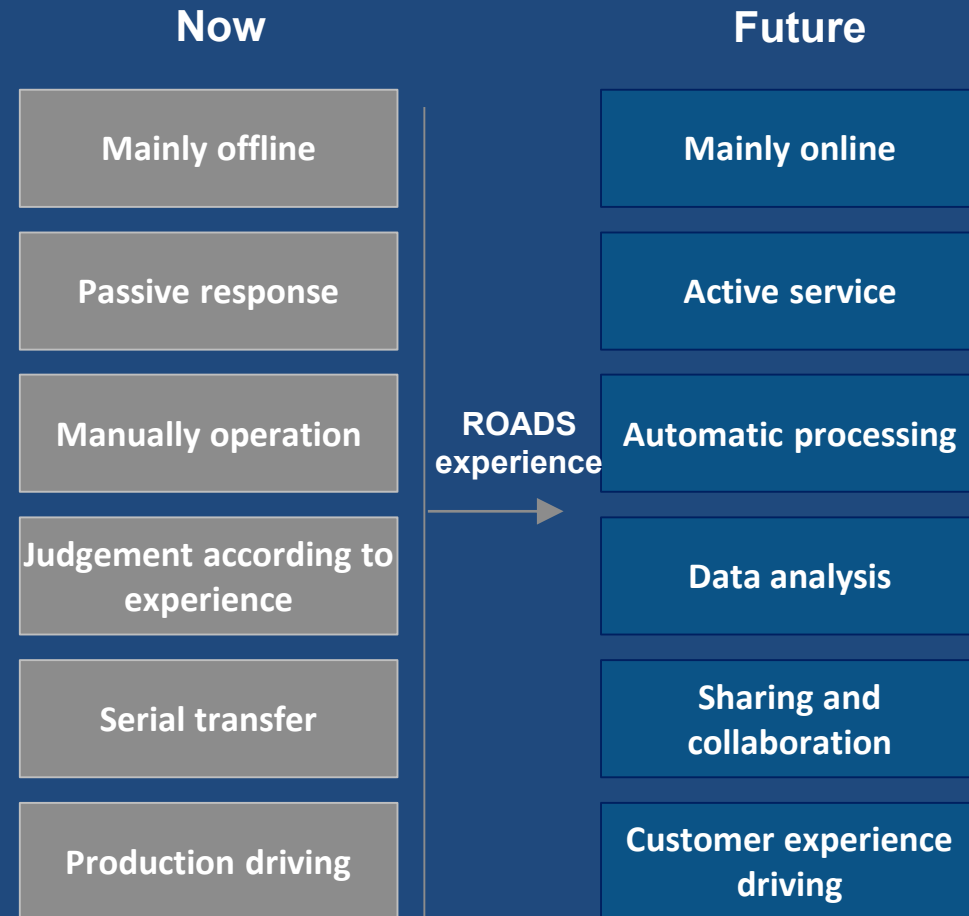 Now
Future
Mainly offline
Mainly online
Passive response
Active service
Manually operation
ROADS
experience
Automatic processing
Judgement according to
experience
Data analysis
Serial transfer
Sharing and
collaboration
Production driving
Customer experience
driving